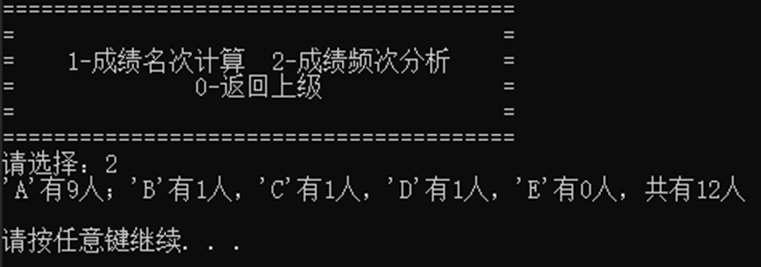 ========================================
=                                      =
=    1-成绩名次计算  2-成绩频次分析    =
=              0-返回上级              =
=                                      =
========================================
请选择：2
'A'有9人；'B'有1人，'C'有1人，'D'有1人，'E'有0人，共有12人
请按任意键继续. . .